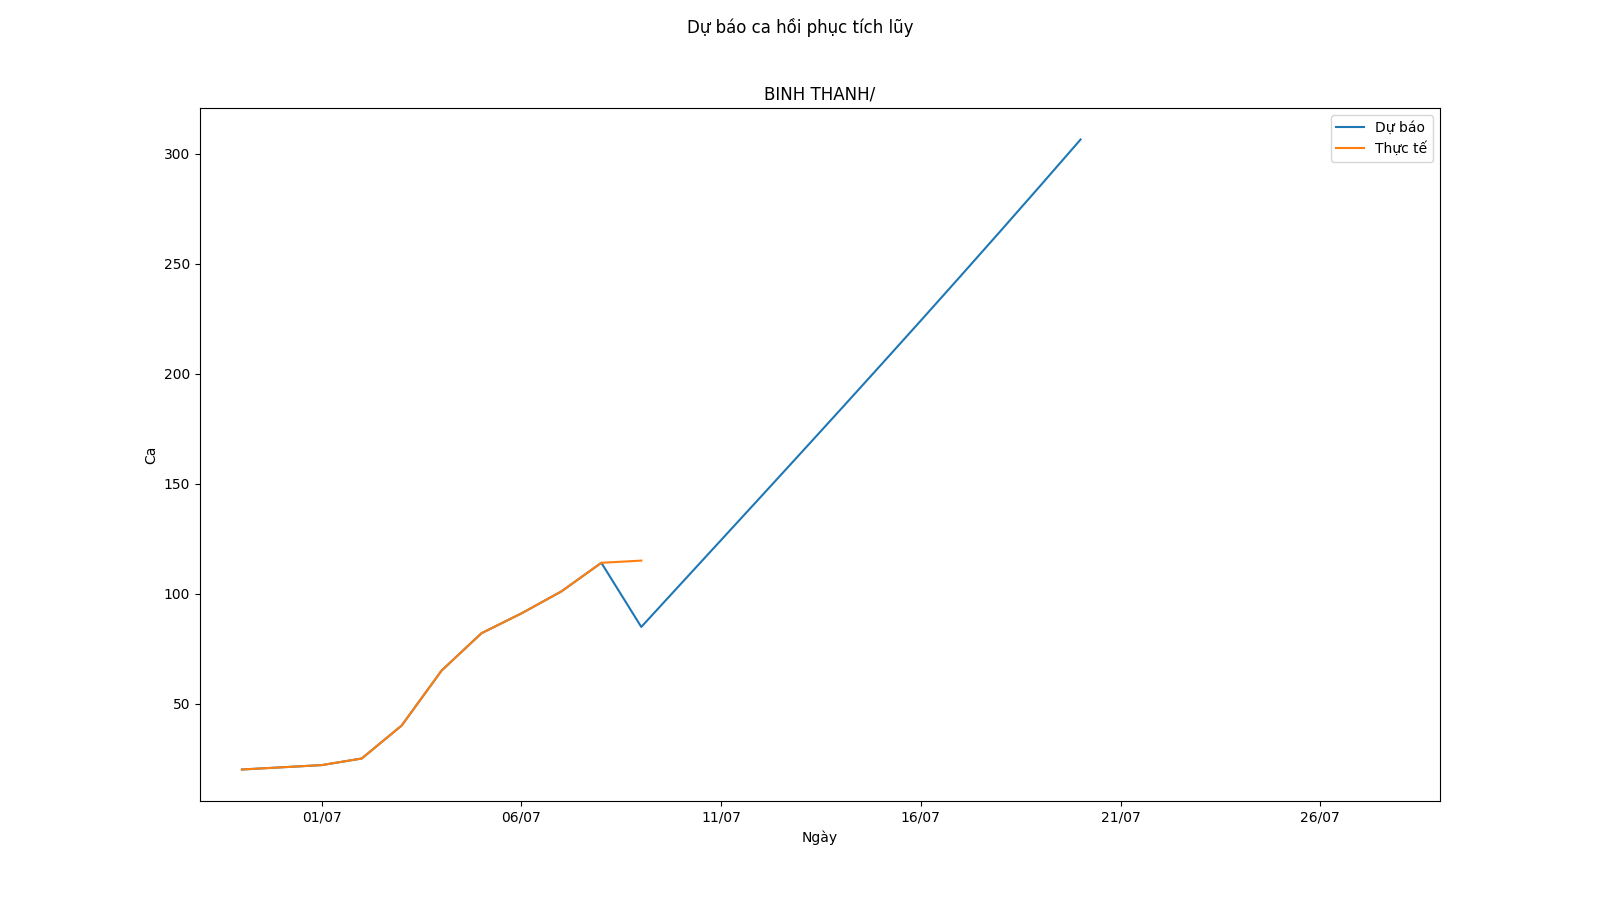 Dự báo ca hồi phục tích lũy
BINH THANH/
Dự báo
Thực tế
300
250
200
150
100
50
Ca
01/07 06/07 11/07 16/07 21/07 26/07
Ngày